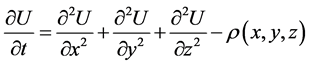 ∂U/∂t = ∂²U/∂x² + ∂²U/∂y² + ∂²U/∂z² − ρ(x, y, z)